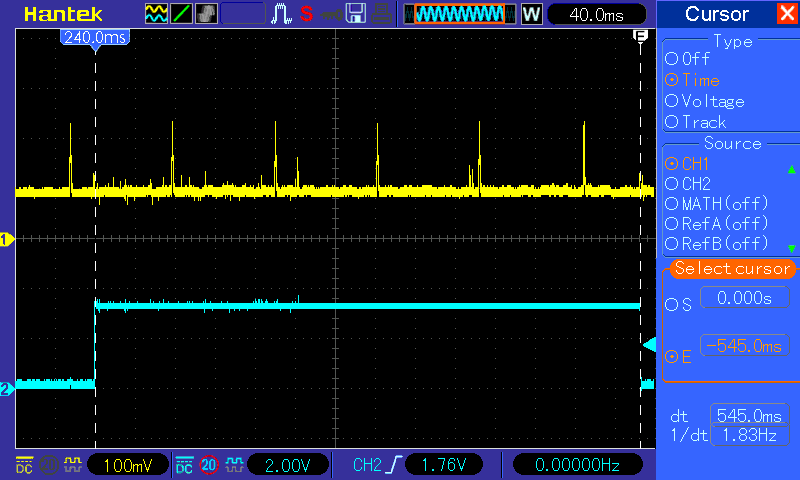 Hantek
S
W
40.0ms
Cursor
240.0ms
E
Type
Off
Time
Voltage
Track
Source
CH1
CH2
MATH(off)
RefA(off)
RefB(off)
Select cursor
S
0.000s
E
-545.0ms
dt
545.0ms
1/dt
1.83Hz
1
2
DC
20
100mV
DC
20
2.00V
CH2
1.76V
0.00000Hz